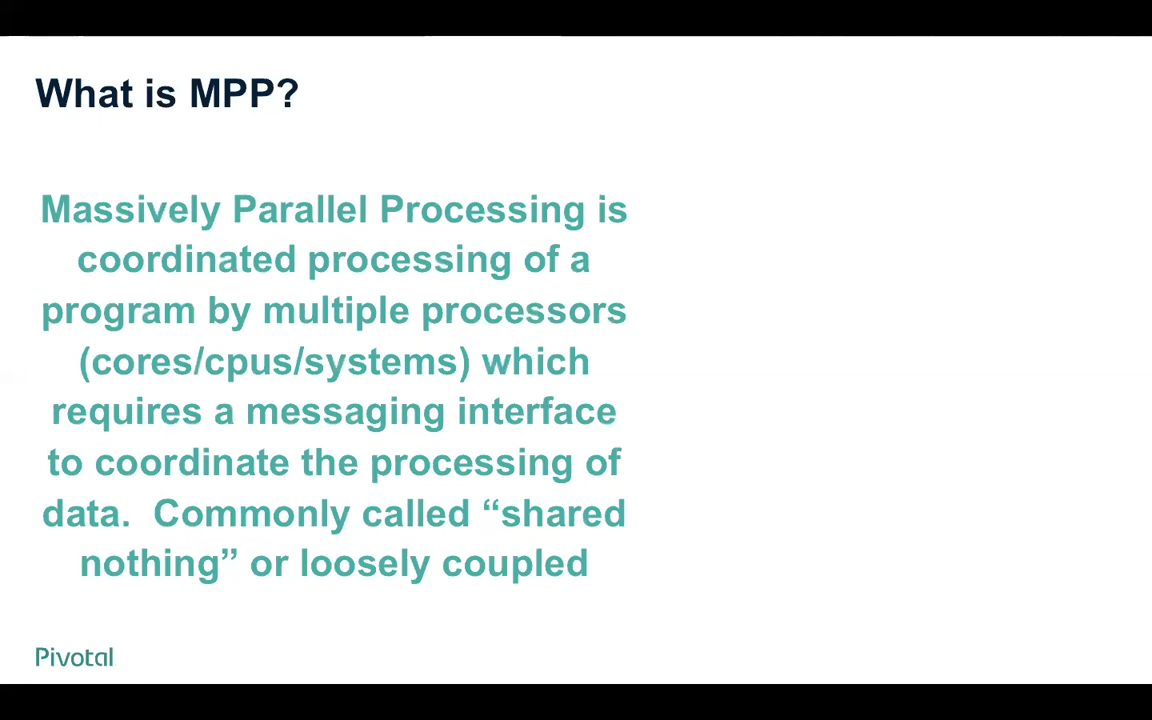 What is MPP?
Massively Parallel Processing is
coordinated processing of a
program by multiple processors
(cores/cpus/systems) which
requires a messaging interface
to coordinate the processing of
data.  Commonly called “shared
nothing” or loosely coupled
Pivotal